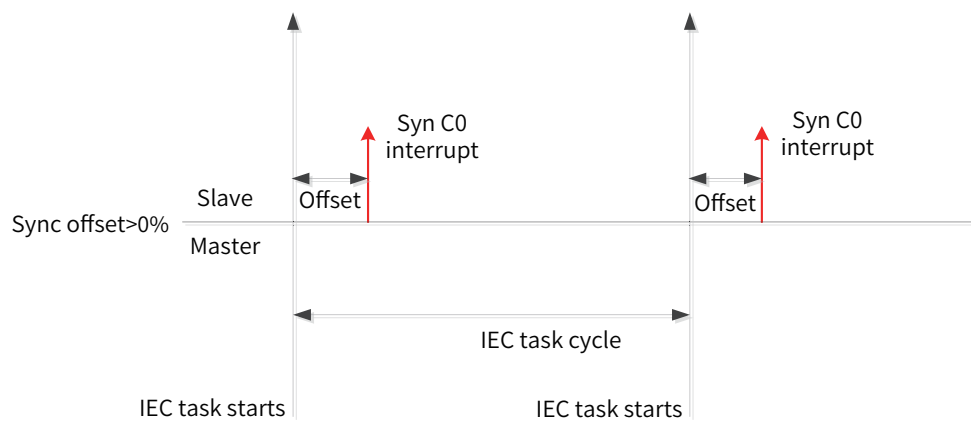 Syn C0
interrupt
Syn C0
interrupt
Slave
Offset
Offset
Sync offset>0%
Master
IEC task cycle
IEC task starts
IEC task starts